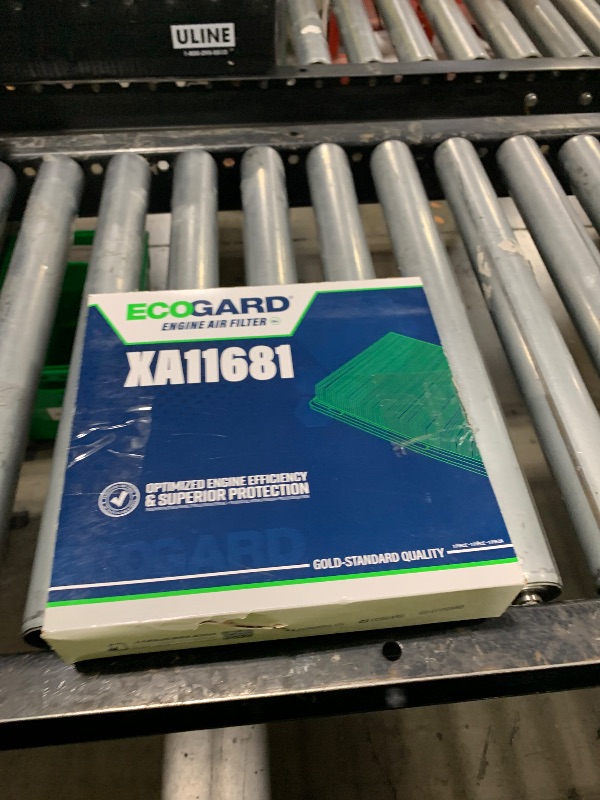 ULINE
ECOGARD
ENGINE AIR FILTER
XA11681
OPTIMIZED ENGINE EFFICIENCY
& SUPERIOR PROTECTION
ECOGARD
GOLD-STANDARD QUALITY